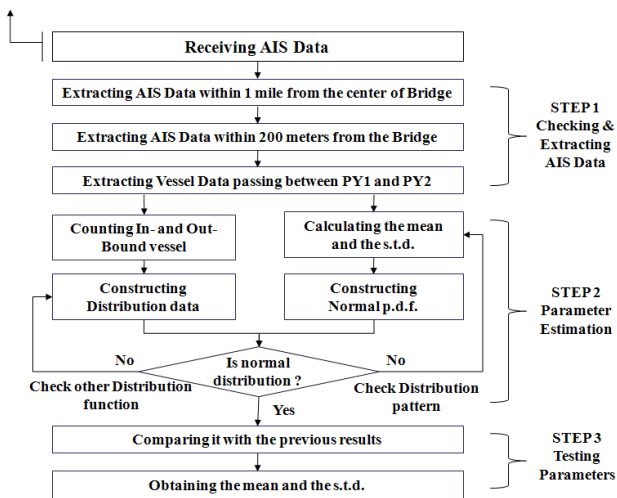 Receiving AIS Data
Extracting AIS Data within 1 mile from the center of Bridge
Extracting AIS Data within 200 meters from the Bridge
Extracting Vessel Data passing between PY1 and PY2
STEP 1
Checking &
Extracting
AIS Data
Counting In- and Out-
Bound vessel
Calculating the mean
and the s.t.d.
Constructing
Distribution data
Constructing
Normal p.d.f.
STEP 2
Parameter
Estimation
No
Check other Distribution
function
Is normal
distribution ?
No
Check Distribution
pattern
Yes
Comparing it with the previous results
Obtaining the mean and the s.t.d.
STEP 3
Testing
Parameters